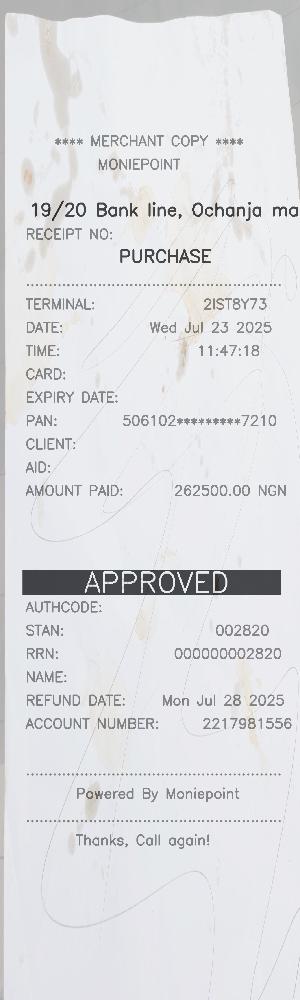 **** MERCHANT COPY ****
MONIEPOINT
19/20 Bank line, Ochanja ma
RECEIPT NO:
PURCHASE
TERMINAL: 2IST8Y73
DATE: Wed Jul 23 2025
TIME: 11:47:18
CARD:
EXPIRY DATE:
PAN: 506102*********7210
CLIENT:
AID:
AMOUNT PAID: 262500.00 NGN
APPROVED
AUTHCODE:
STAN: 002820
RRN: 000000002820
NAME:
REFUND DATE: Mon Jul 28 2025
ACCOUNT NUMBER: 2217981556
Powered By Moniepoint
Thanks, Call again!